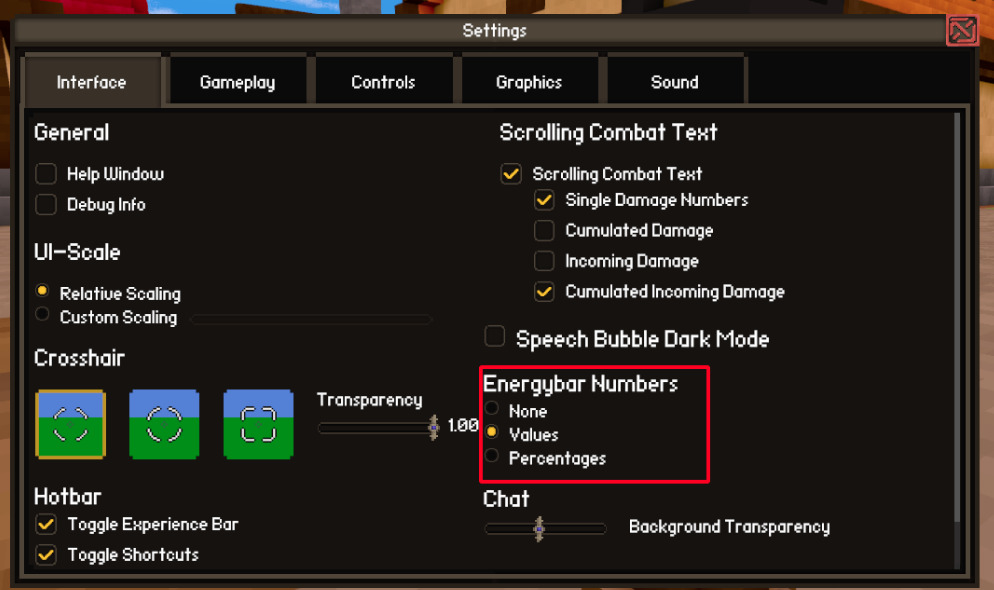 Settings
Interface
Gameplay
Controls
Graphics
Sound
General
Help Window
Debug Info
UI-Scale
Relative Scaling
Custom Scaling
Crosshair
Transparency
1.00
Hotbar
Toggle Experience Bar
Toggle Shortcuts
Scrolling Combat Text
Scrolling Combat Text
Single Damage Numbers
Cumulated Damage
Incoming Damage
Cumulated Incoming Damage
Speech Bubble Dark Mode
Energybar Numbers
None
Values
Percentages
Chat
Background Transparency